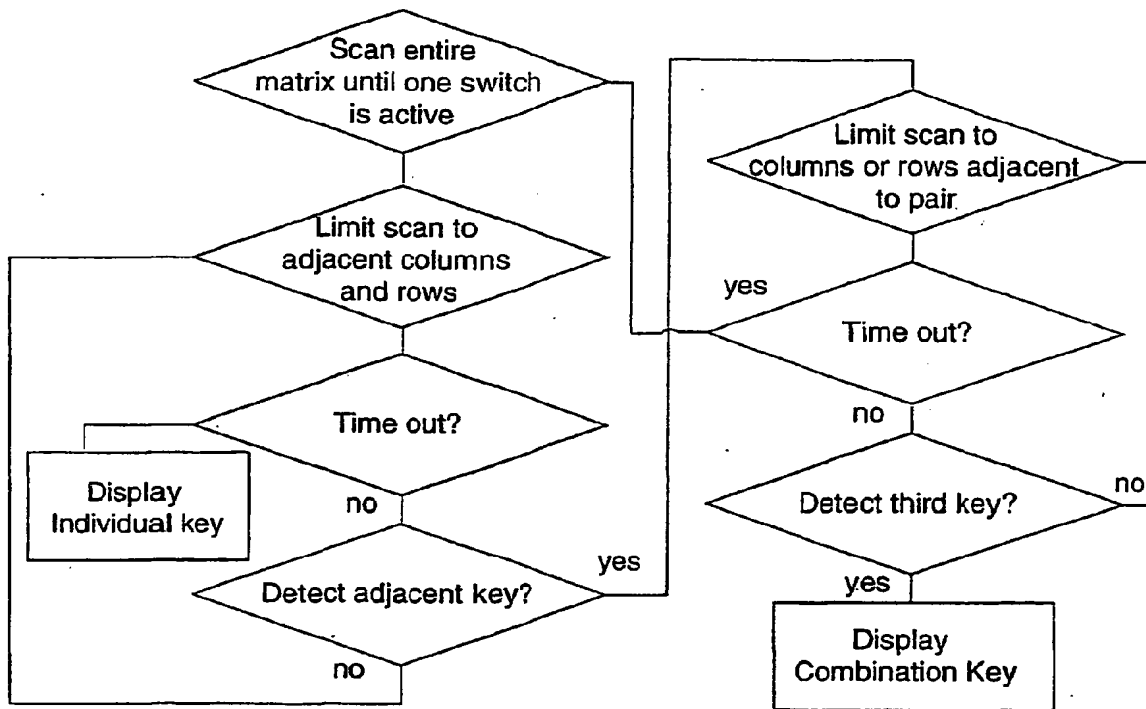 Scan entire
matrix until one switch
is active
Limit scan to
adjacent columns
and rows
Time out?
Display
Individual key
no
Detect adjacent key?
yes
no
Limit scan to
columns or rows adjacent
to pair
yes
Time out?
no
Detect third key?
no
yes
Display
Combination Key